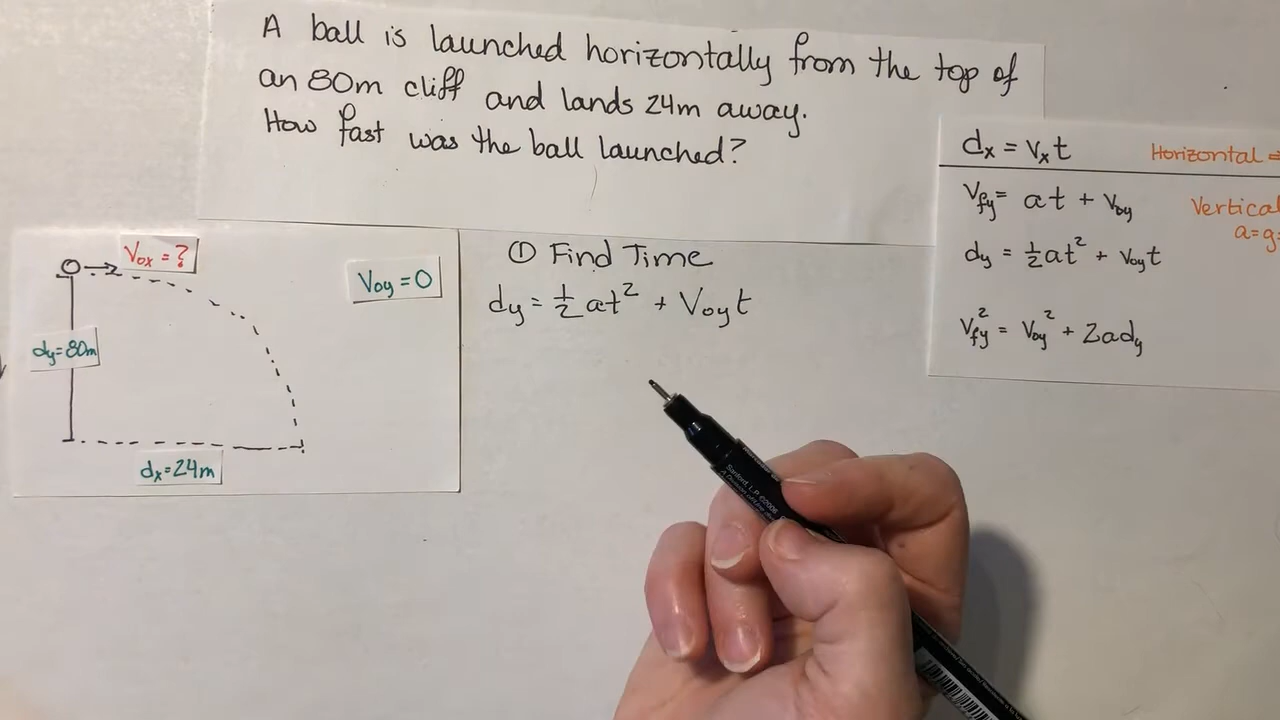 A ball is launched horizontally from the top of
an 80m cliff and lands 24m away.
How fast was the ball launched?
dx = Vxt
Horizontal
Vfy = at + Voy
Vertical
a=g
dy = ½at² + Voyt
Vfy² = Voy² + 2ady
Vox = ?
Voy = 0
dy=80m
dx=24m
① Find Time
dy = ½at² + Voyt
Sanford, L.P. ©2008